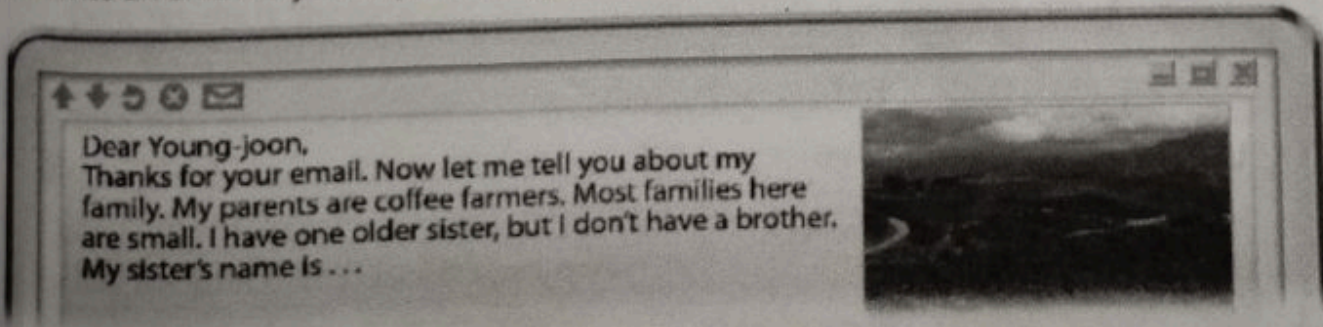 Dear Young-joon,
Thanks for your email. Now let me tell you about my
family. My parents are coffee farmers. Most families here
are small. I have one older sister, but I don't have a brother.
My sister's name is . . .